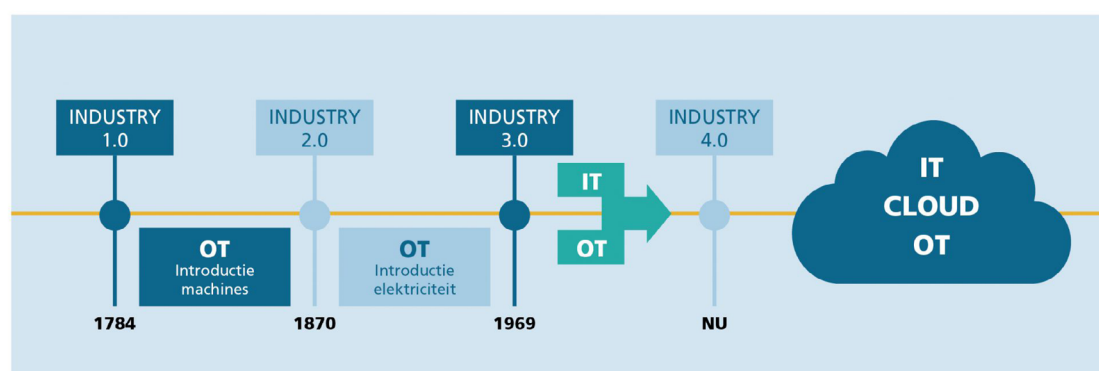 INDUSTRY
1.0
INDUSTRY
2.0
INDUSTRY
3.0
INDUSTRY
4.0
IT
OT
IT
CLOUD
OT
OT
Introductie
machines
OT
Introductie
elektriciteit
1784
1870
1969
NU